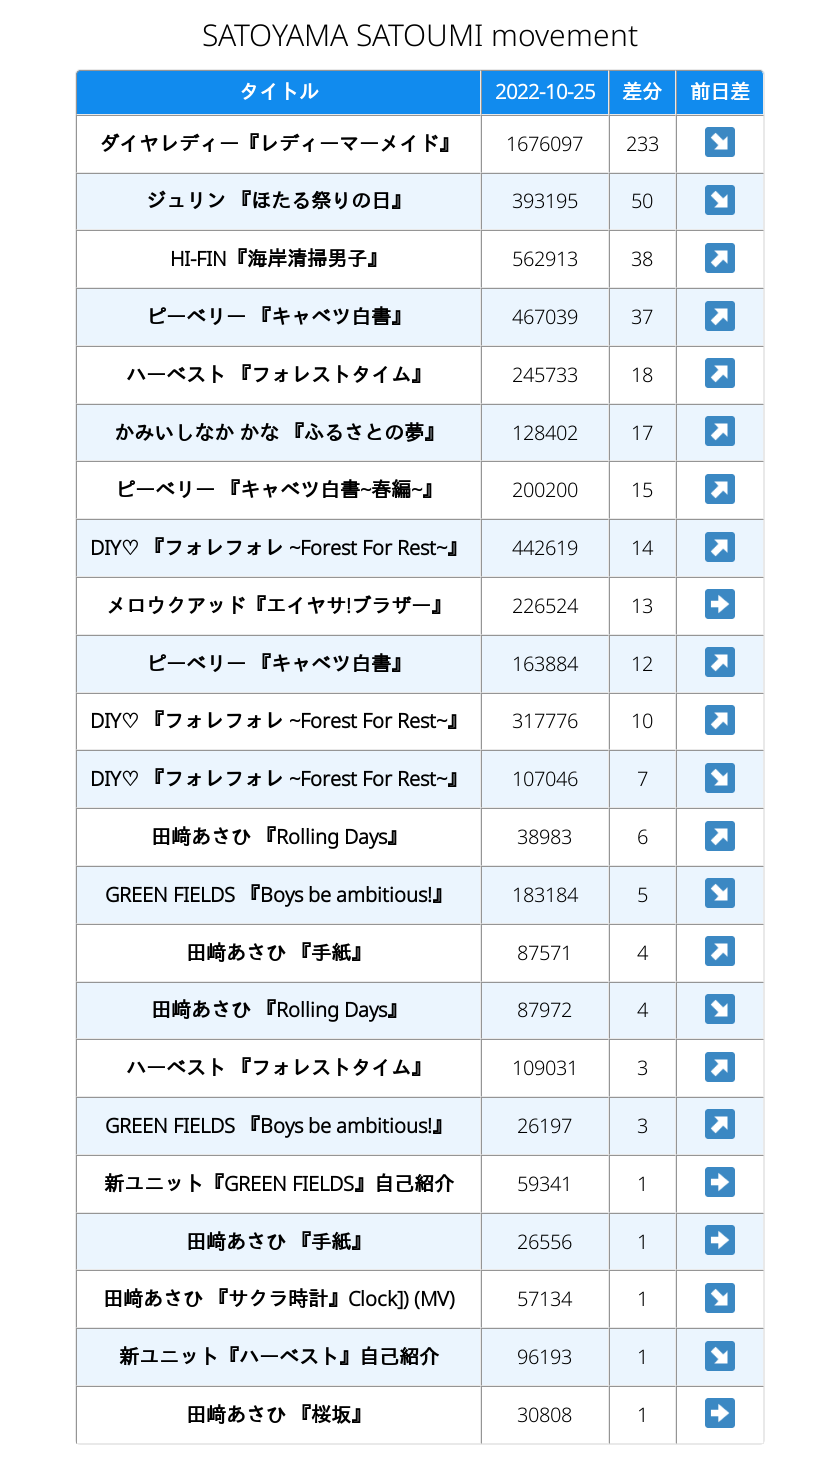 SATOYAMA SATOUMI movement
タイトル 2022-10-25 差分 前日差
ダイヤレディー『レディーマーメイド』 1676097 233 ↘
ジュリン 『ほたる祭りの日』 393195 50 ↘
HI-FIN『海岸清掃男子』 562913 38 ↗
ピーベリー 『キャベツ白書』 467039 37 ↗
ハーベスト 『フォレストタイム』 245733 18 ↗
かみいしなか かな 『ふるさとの夢』 128402 17 ↗
ピーベリー 『キャベツ白書~春編~』 200200 15 ↗
DIY♡ 『フォレフォレ ~Forest For Rest~』 442619 14 ↗
メロウクアッド『エイヤサ!ブラザー』 226524 13 ➡
ピーベリー 『キャベツ白書』 163884 12 ↗
DIY♡ 『フォレフォレ ~Forest For Rest~』 317776 10 ↗
DIY♡ 『フォレフォレ ~Forest For Rest~』 107046 7 ↘
田﨑あさひ 『Rolling Days』 38983 6 ↗
GREEN FIELDS 『Boys be ambitious!』 183184 5 ↘
田﨑あさひ 『手紙』 87571 4 ↗
田﨑あさひ 『Rolling Days』 87972 4 ↘
ハーベスト 『フォレストタイム』 109031 3 ↗
GREEN FIELDS 『Boys be ambitious!』 26197 3 ↗
新ユニット『GREEN FIELDS』自己紹介 59341 1 ➡
田﨑あさひ 『手紙』 26556 1 ➡
田﨑あさひ 『サクラ時計』Clock]) (MV) 57134 1 ↘
新ユニット『ハーベスト』自己紹介 96193 1 ↘
田﨑あさひ 『桜坂』 30808 1 ➡